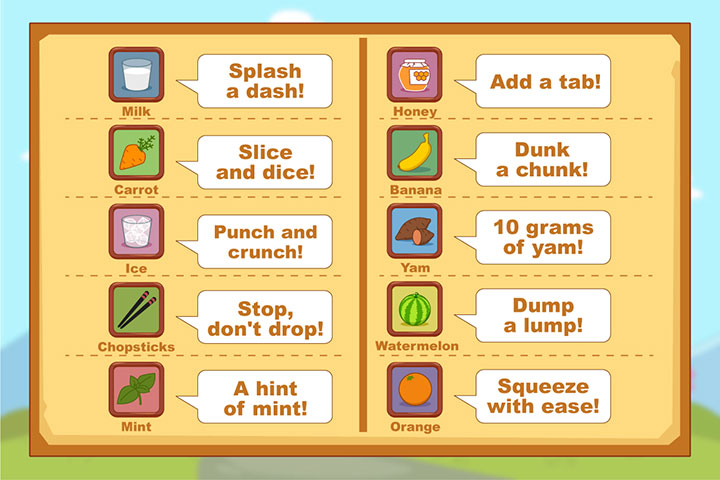 Splash
a dash!
Milk
Slice
and dice!
Carrot
Punch and
crunch!
Ice
Stop,
don't drop!
Chopsticks
A hint
of mint!
Mint
Add a tab!
Honey
Dunk
a chunk!
Banana
10 grams
of yam!
Yam
Dump
a lump!
Watermelon
Squeeze
with ease!
Orange